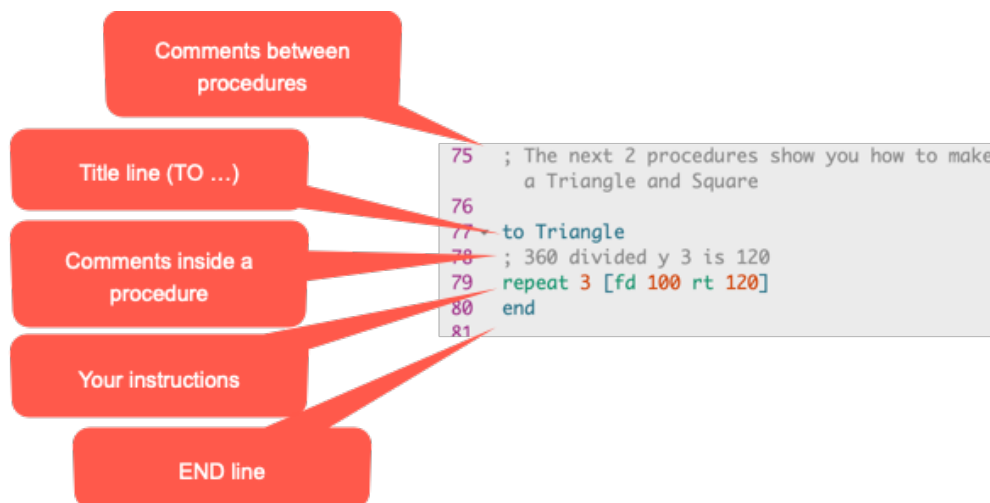 Comments between
procedures
Title line (TO …)
Comments inside a
procedure
Your instructions
END line
75 ; The next 2 procedures show you how to make
a Triangle and Square
76
77 to Triangle
78 ; 360 divided y 3 is 120
79 repeat 3 [fd 100 rt 120]
80 end
81